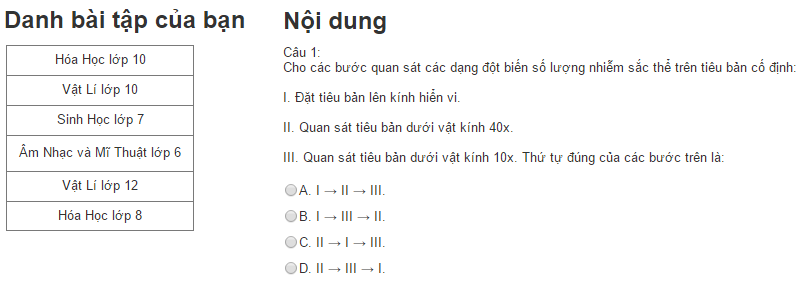 Danh bài tập của bạn
Hóa Học lớp 10
Vật Lí lớp 10
Sinh Học lớp 7
Âm Nhạc và Mĩ Thuật lớp 6
Vật Lí lớp 12
Hóa Học lớp 8
Nội dung
Câu 1:
Cho các bước quan sát các dạng đột biến số lượng nhiễm sắc thể trên tiêu bản cố định:
I. Đặt tiêu bản lên kính hiển vi.
II. Quan sát tiêu bản dưới vật kính 40x.
III. Quan sát tiêu bản dưới vật kính 10x. Thứ tự đúng của các bước trên là:
A. I → II → III.
B. I → III → II.
C. II → I → III.
D. II → III → I.